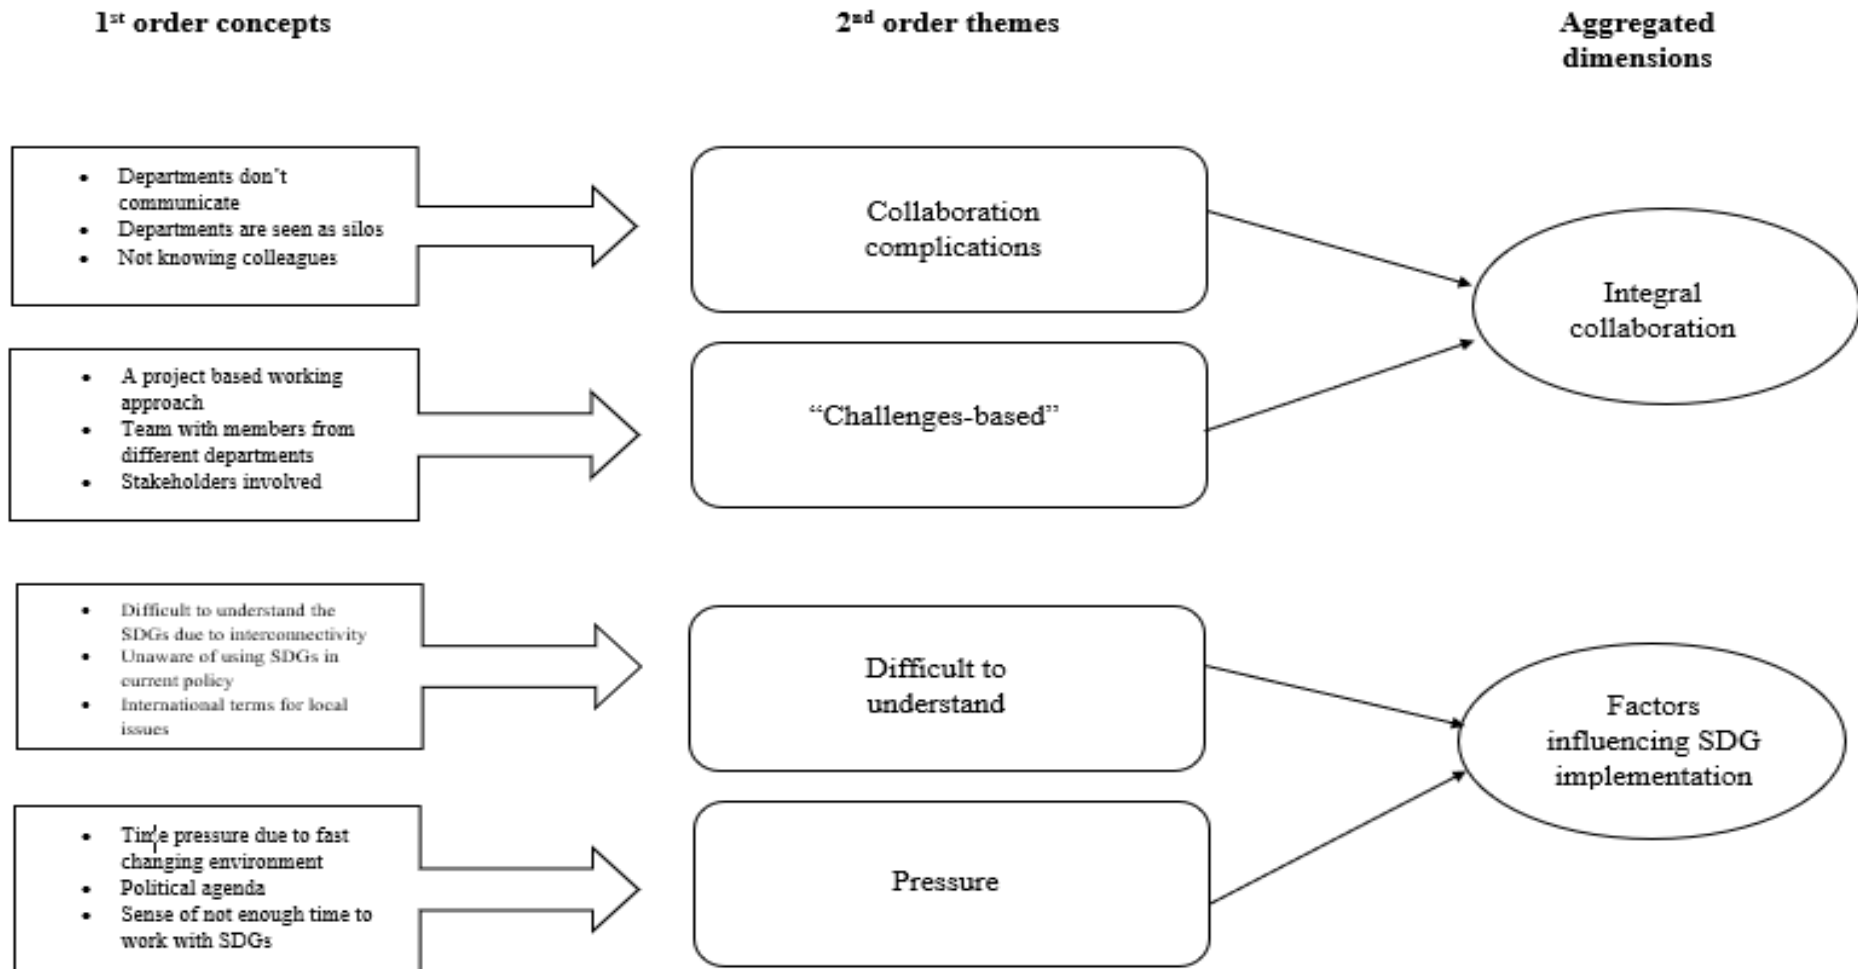 1st order concepts
2nd order themes
Aggregated
dimensions
• Departments don't
communicate
• Departments are seen as silos
• Not knowing colleagues
Collaboration
complications
Integral
collaboration
• A project based working
approach
• Team with members from
different departments
• Stakeholders involved
“Challenges-based”
• Difficult to understand the
SDGs due to interconnectivity
• Unaware of using SDGs in
current policy
• International terms for local
issues
Difficult to
understand
Factors
influencing SDG
implementation
• Time pressure due to fast
changing environment
• Political agenda
• Sense of not enough time to
work with SDGs
Pressure